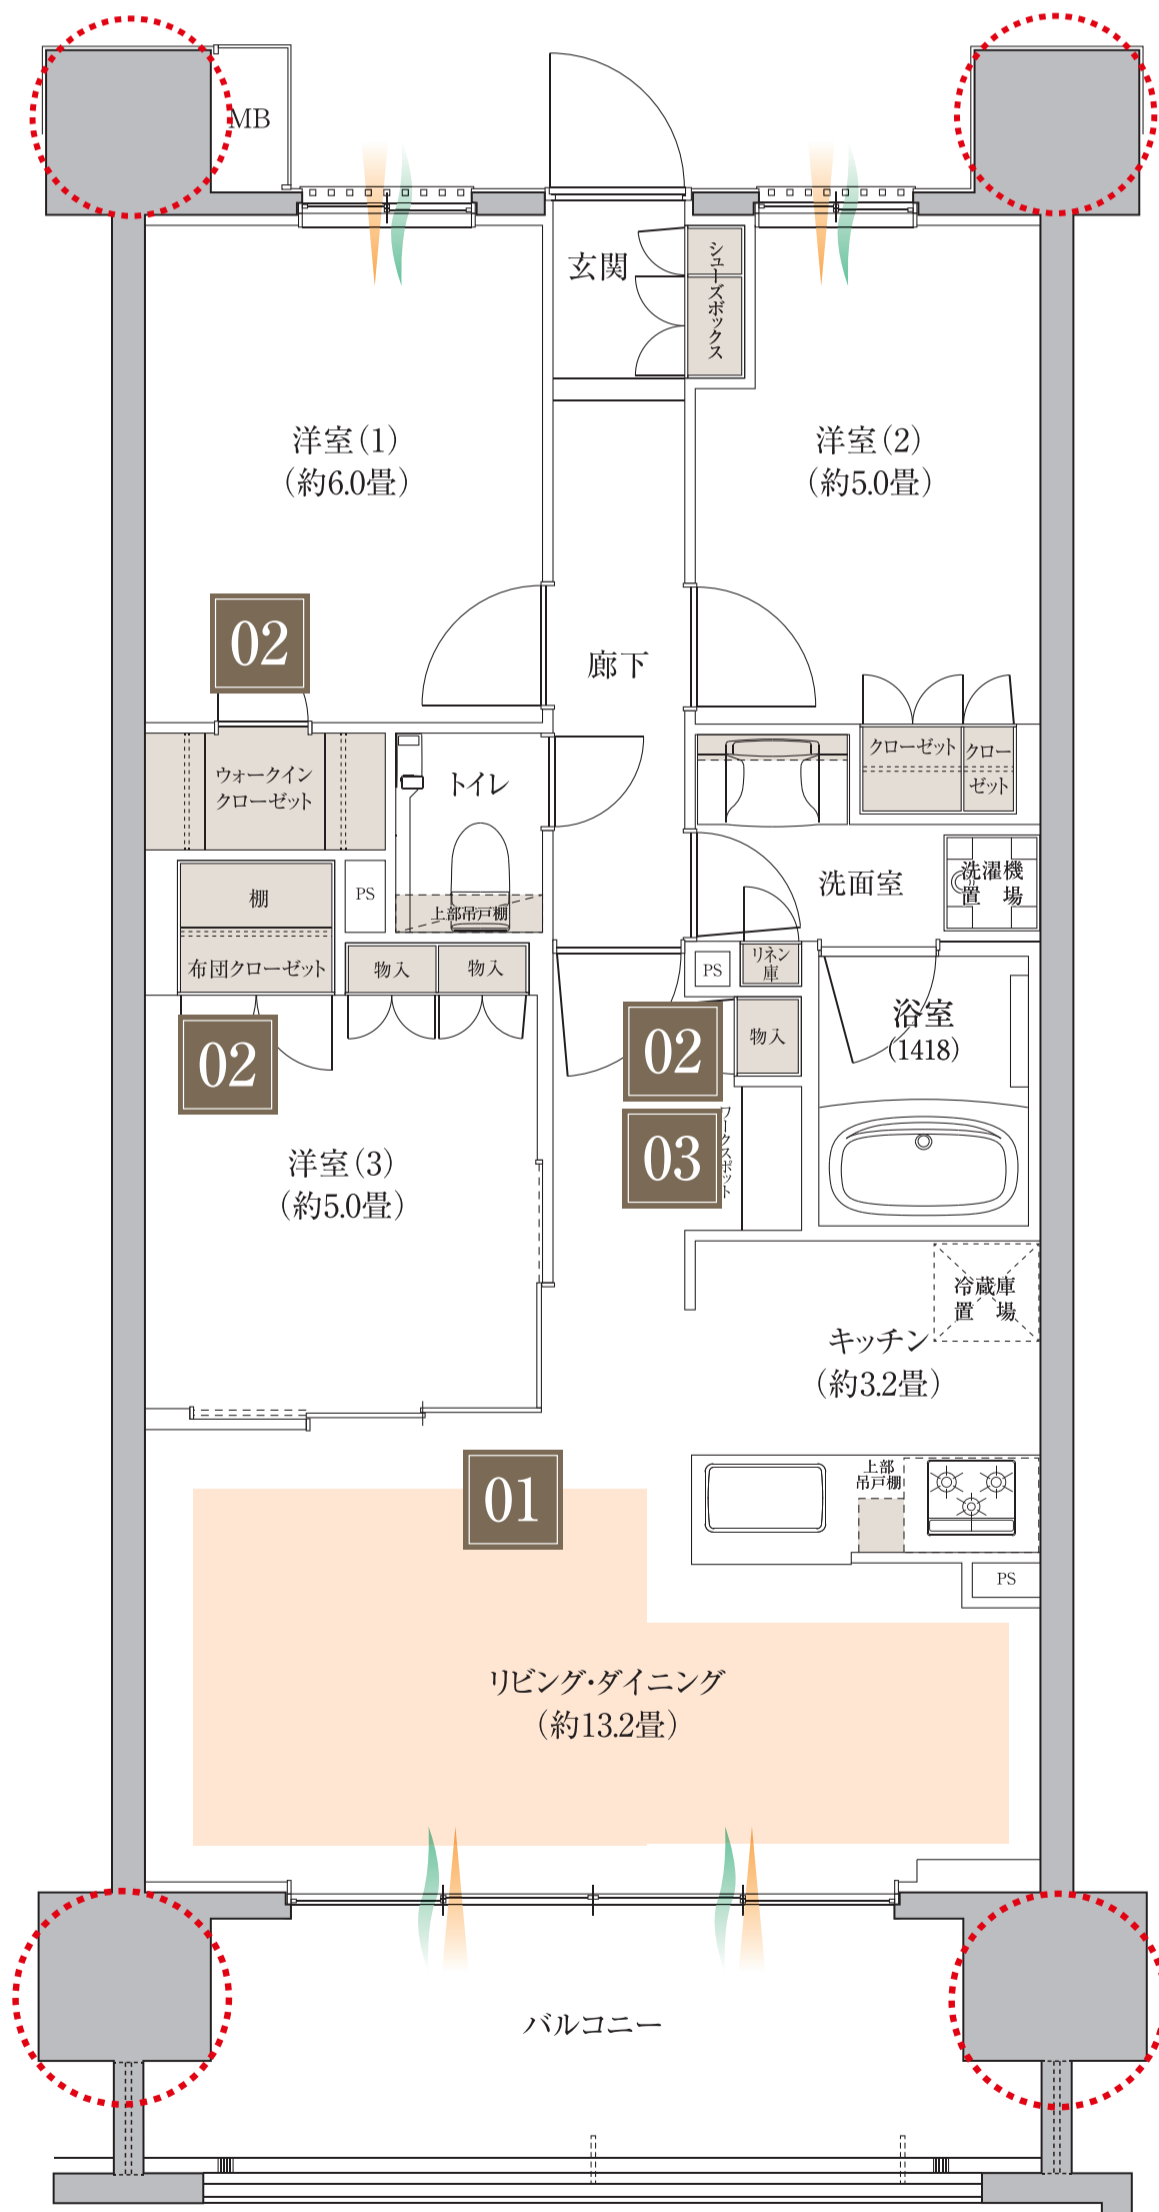 MB
玄関
シューズボックス
洋室(1)
(約6.0畳)
洋室(2)
(約5.0畳)
02
廊下
ウォークイン
クローゼット
トイレ
クローゼット
クロー
ゼット
棚
PS
上部吊戸棚
洗面室
洗濯機
置 場
布団クローゼット
物入
物入
PS
リネン
庫
02
02
物入
浴室
(1418)
03
ワークスポット
洋室(3)
(約5.0畳)
冷蔵庫
置 場
キッチン
(約3.2畳)
01
上部
吊戸棚
PS
リビング・ダイニング
(約13.2畳)
バルコニー